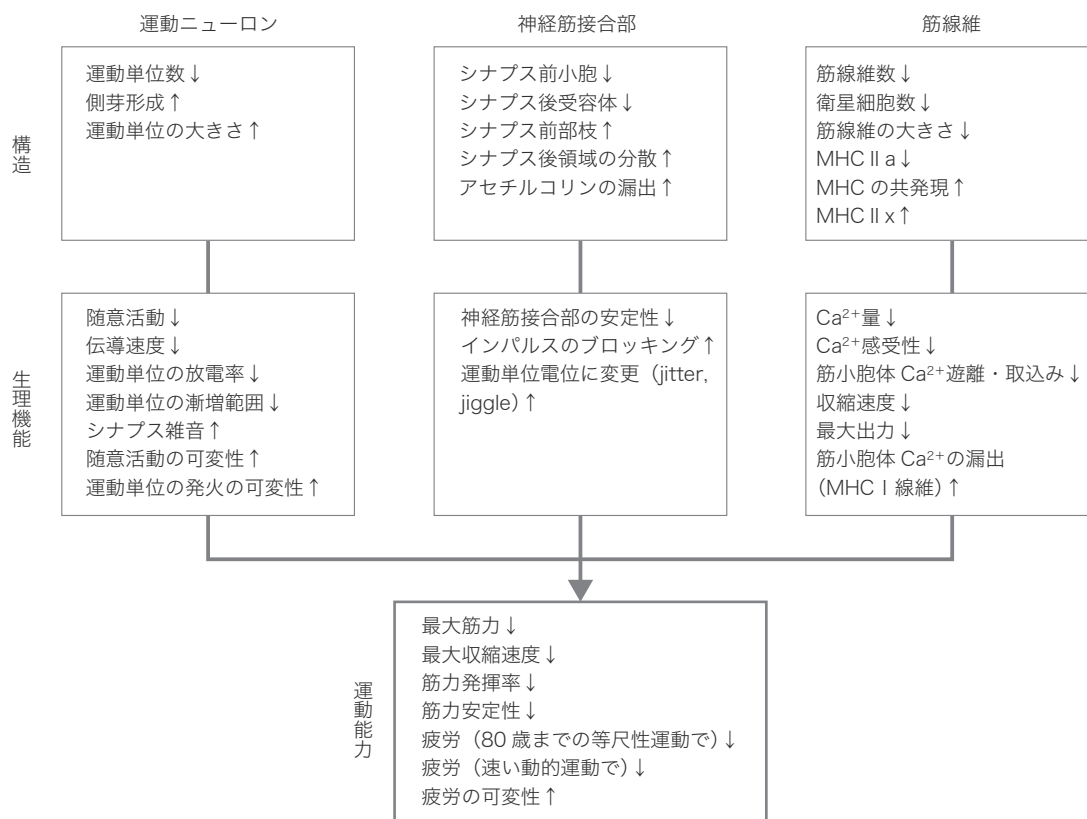 運動ニューロン
神経筋接合部
筋線維
構造
運動単位数↓
側芽形成↑
運動単位の大きさ↑
シナプス前小胞↓
シナプス後受容体↓
シナプス前部枝↑
シナプス後領域の分散↑
アセチルコリンの漏出↑
筋線維数↓
衛星細胞数↓
筋線維の大きさ↓
MHC II a↓
MHC の共発現↑
MHC II x↑
生理機能
随意活動↓
伝導速度↓
運動単位の放電率↓
運動単位の漸増範囲↓
シナプス雑音↑
随意活動の可変性↑
運動単位の発火の可変性↑
神経筋接合部の安定性↓
インパルスのブロッキング↑
運動単位電位に変更（jitter,
jiggle）↑
Ca²⁺量↓
Ca²⁺感受性↓
筋小胞体 Ca²⁺遊離・取込み↓
収縮速度↓
最大出力↓
筋小胞体 Ca²⁺の漏出
（MHC I 線維）↑
運動能力
最大筋力↓
最大収縮速度↓
筋力発揮率↓
筋力安定性↓
疲労（80 歳までの等尺性運動で）↓
疲労（速い動的運動で）↓
疲労の可変性↑